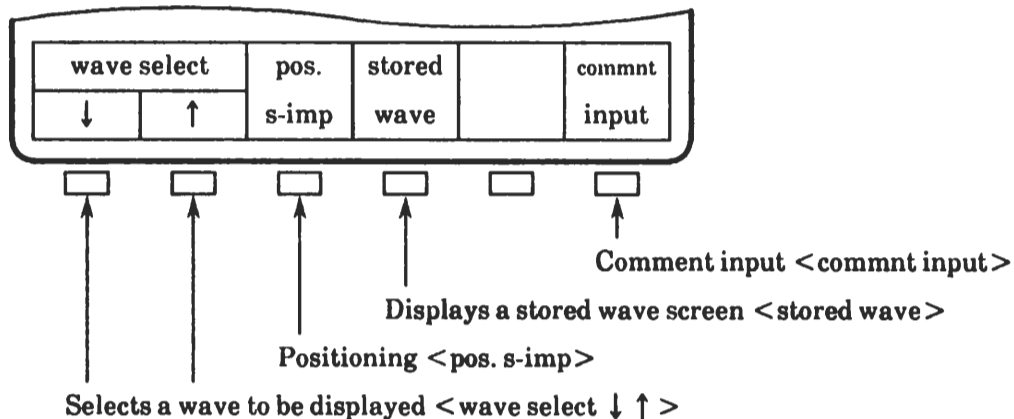 wave select
↓ ↑
pos.
s-imp
stored
wave
commnt
input
Comment input <commnt input>
Displays a stored wave screen <stored wave>
Positioning <pos. s-imp>
Selects a wave to be displayed <wave select ↓ ↑ >